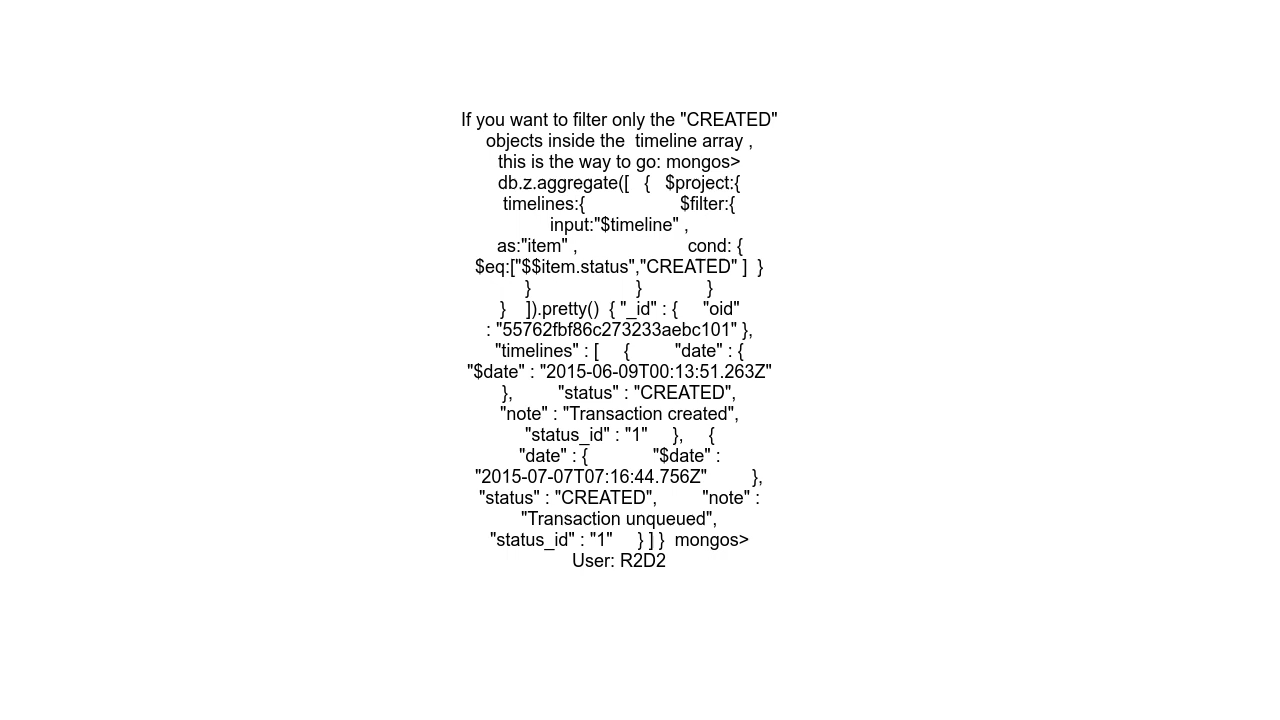 If you want to filter only the "CREATED"
objects inside the  timeline array ,
this is the way to go: mongos>
db.z.aggregate([   {   $project:{
timelines:{                   $filter:{
input:"$timeline" ,
as:"item" ,                      cond: {
$eq:["$$item.status","CREATED" ]  }
}                     }             }
}    ]).pretty()  { "_id" : {     "oid"
: "55762fbf86c273233aebc101" },
"timelines" : [     {         "date" : {
"$date" : "2015-06-09T00:13:51.263Z"
},         "status" : "CREATED",
"note" : "Transaction created",
"status_id" : "1"     },     {
"date" : {             "$date" :
"2015-07-07T07:16:44.756Z"         },
"status" : "CREATED",         "note" :
"Transaction unqueued",
"status_id" : "1"     } ] }  mongos>
User: R2D2